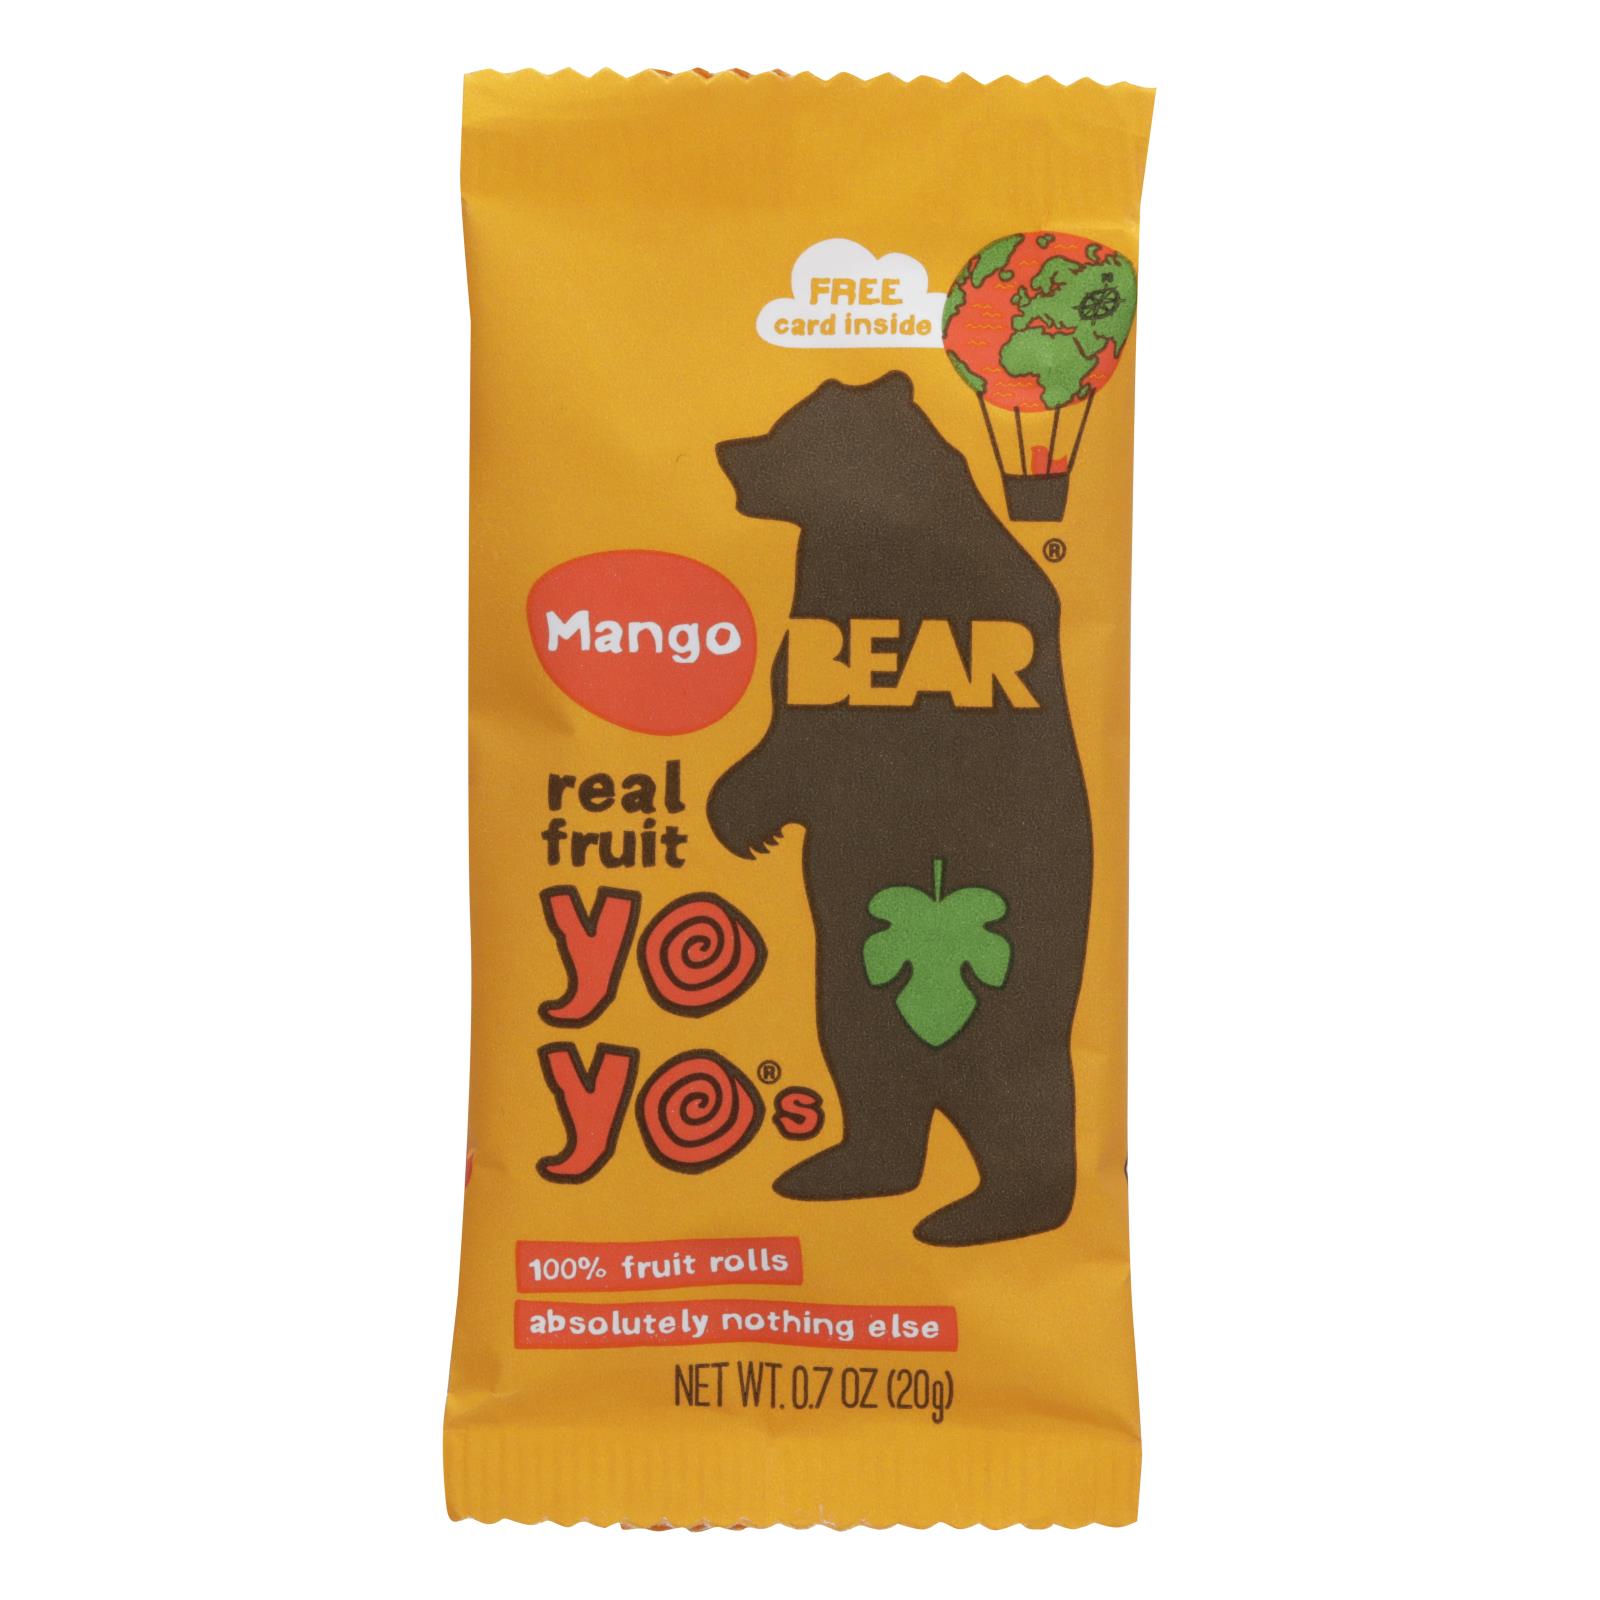 FREE
card inside
®
Mango
BEAR
real
fruit
yo
yo®s
100% fruit rolls
absolutely nothing else
NET WT. 0.7 OZ (20g)